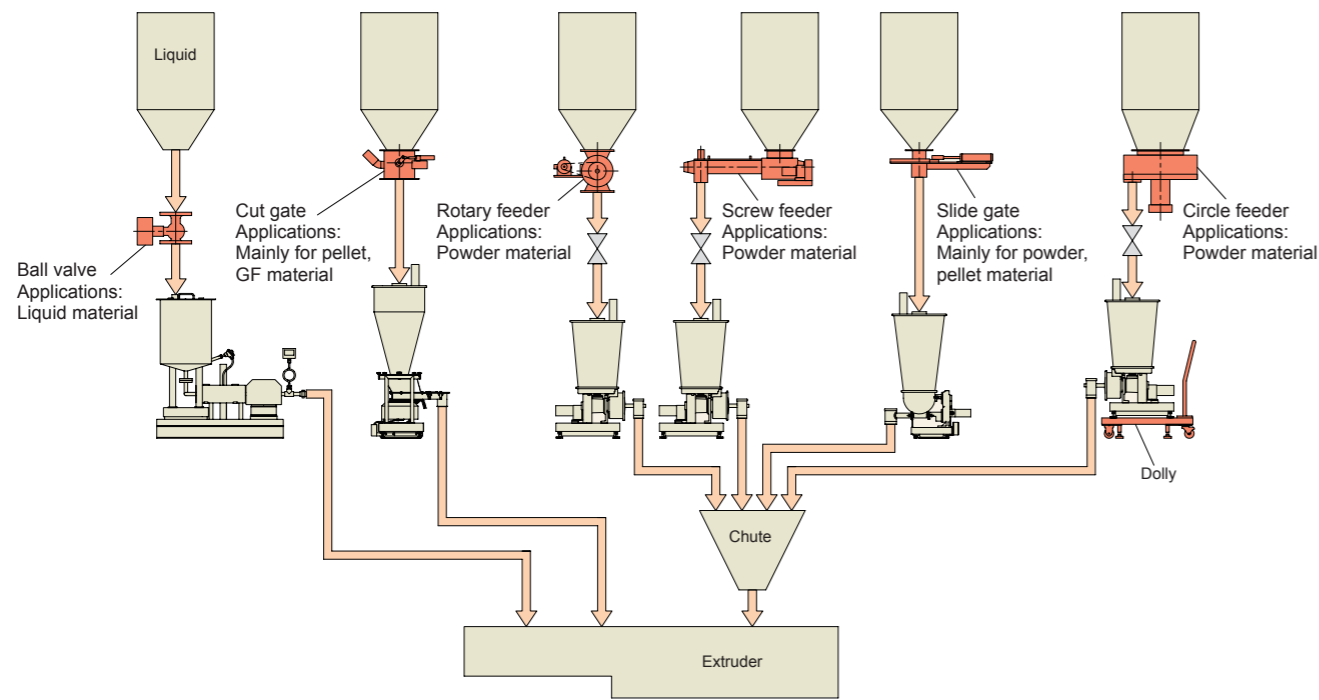 Liquid
Ball valve
Applications:
Liquid material
Cut gate
Applications:
Mainly for pellet,
GF material
Rotary feeder
Applications:
Powder material
Screw feeder
Applications:
Powder material
Slide gate
Applications:
Mainly for powder,
pellet material
Circle feeder
Applications:
Powder material
Dolly
Chute
Extruder